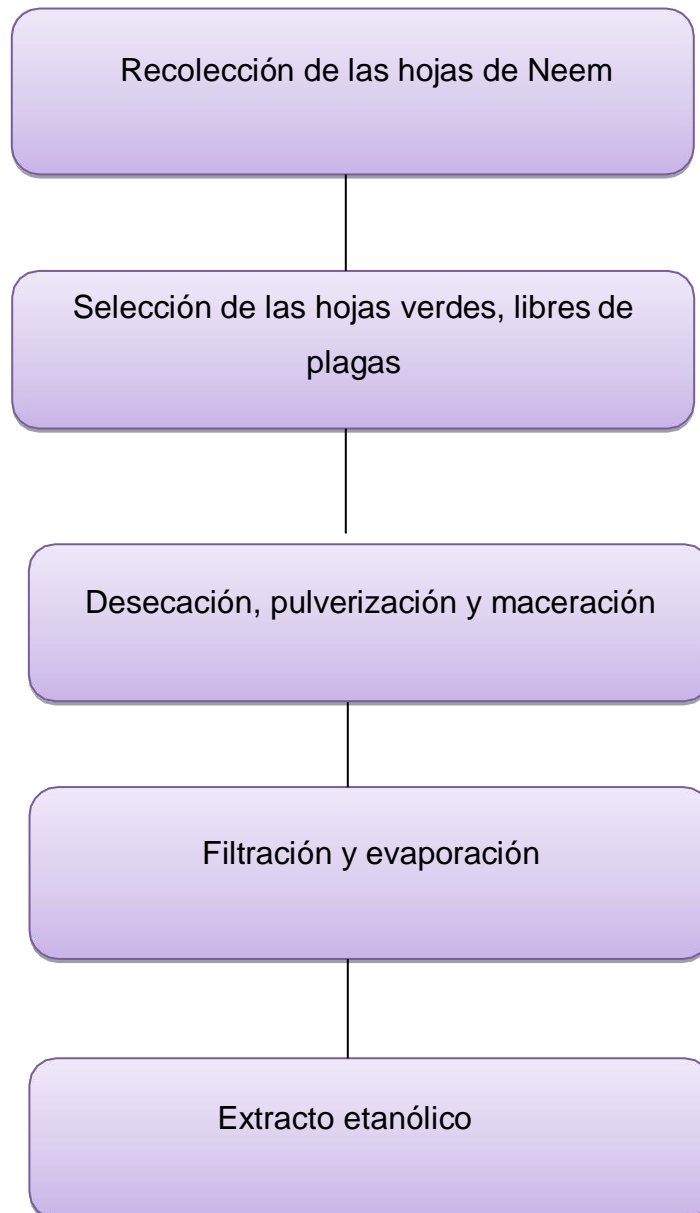 Recolección de las hojas de Neem
Selección de las hojas verdes, libres de
plagas
Desecación, pulverización y maceración
Filtración y evaporación
Extracto etanólico